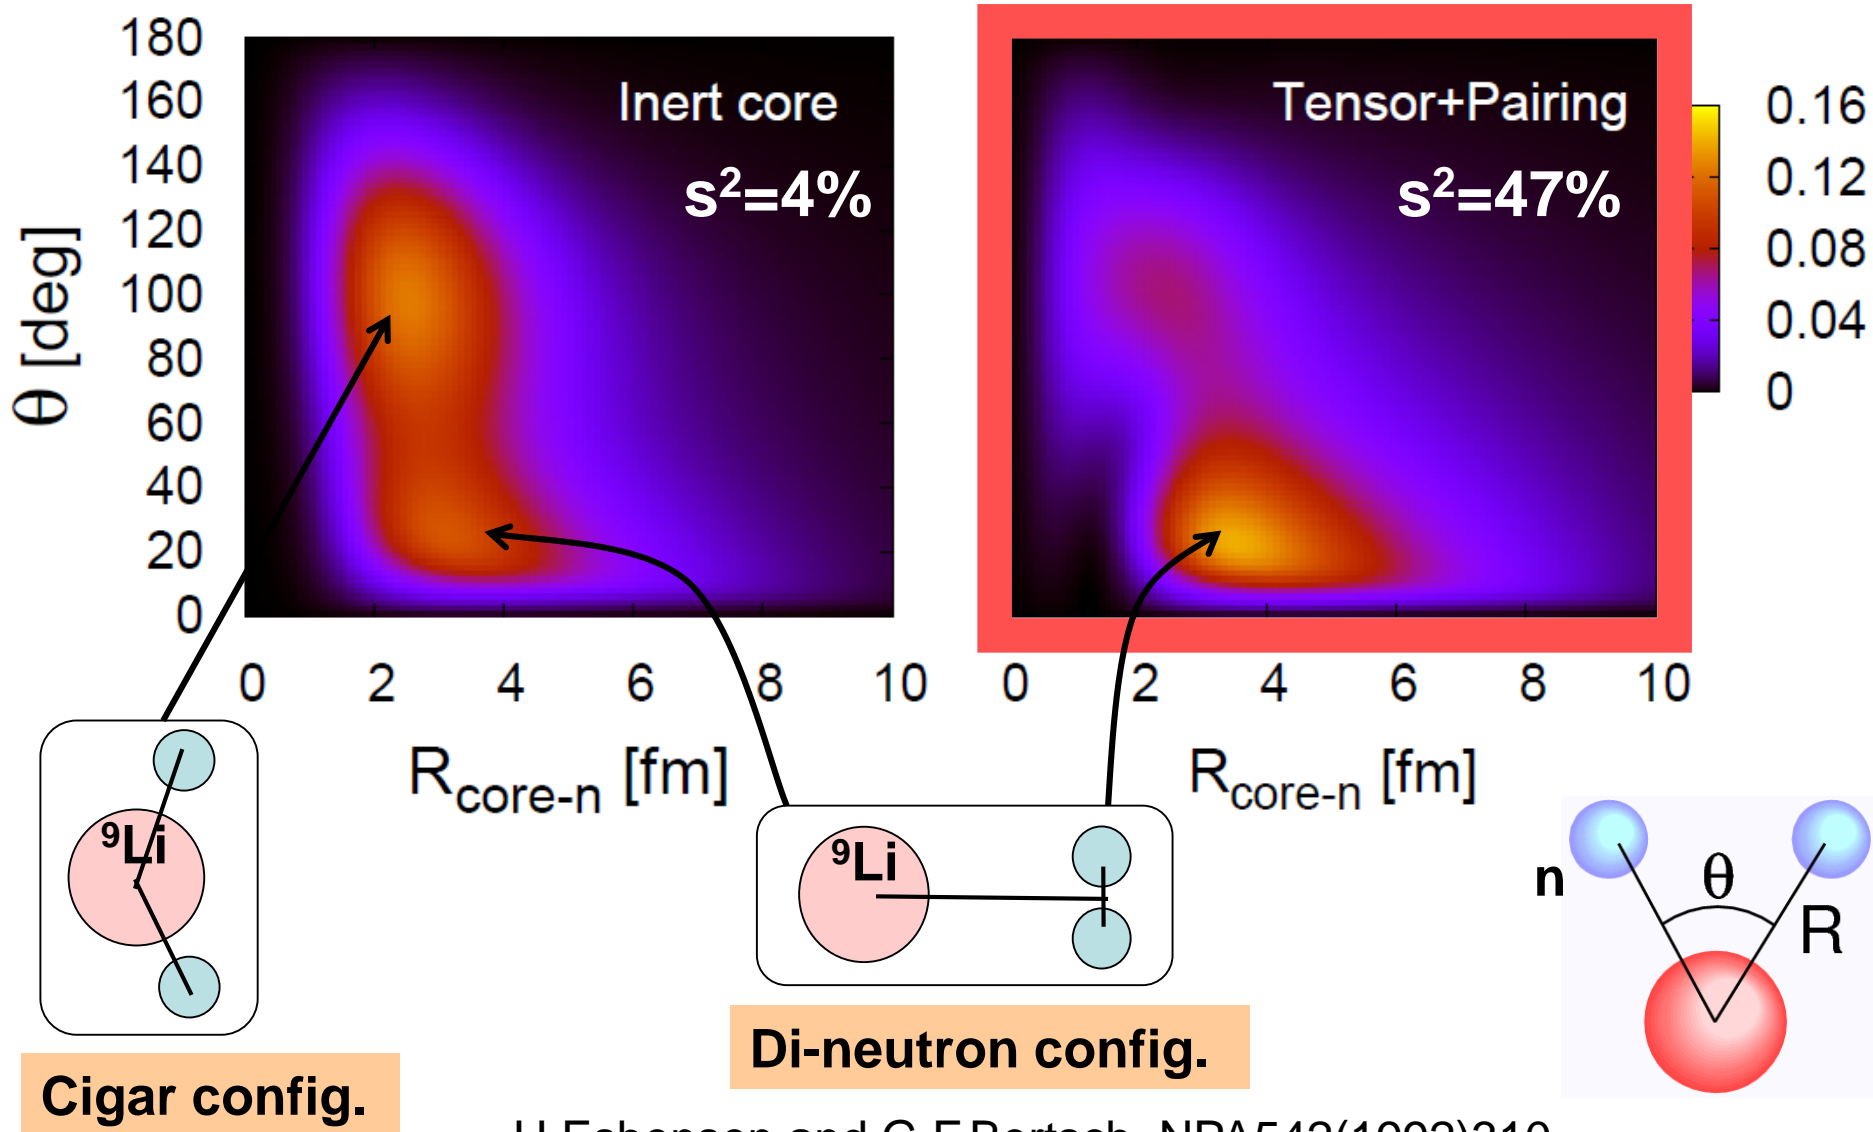 180
160
140
120
100
80
60
40
20
0
θ [deg]
Inert core
s²=4%
0 2 4 6 8 10
R_core-n [fm]
Tensor+Pairing
s²=47%
0 2 4 6 8 10
R_core-n [fm]
0.16
0.12
0.08
0.04
0
⁹Li
Cigar config.
⁹Li
Di-neutron config.
n
θ
R